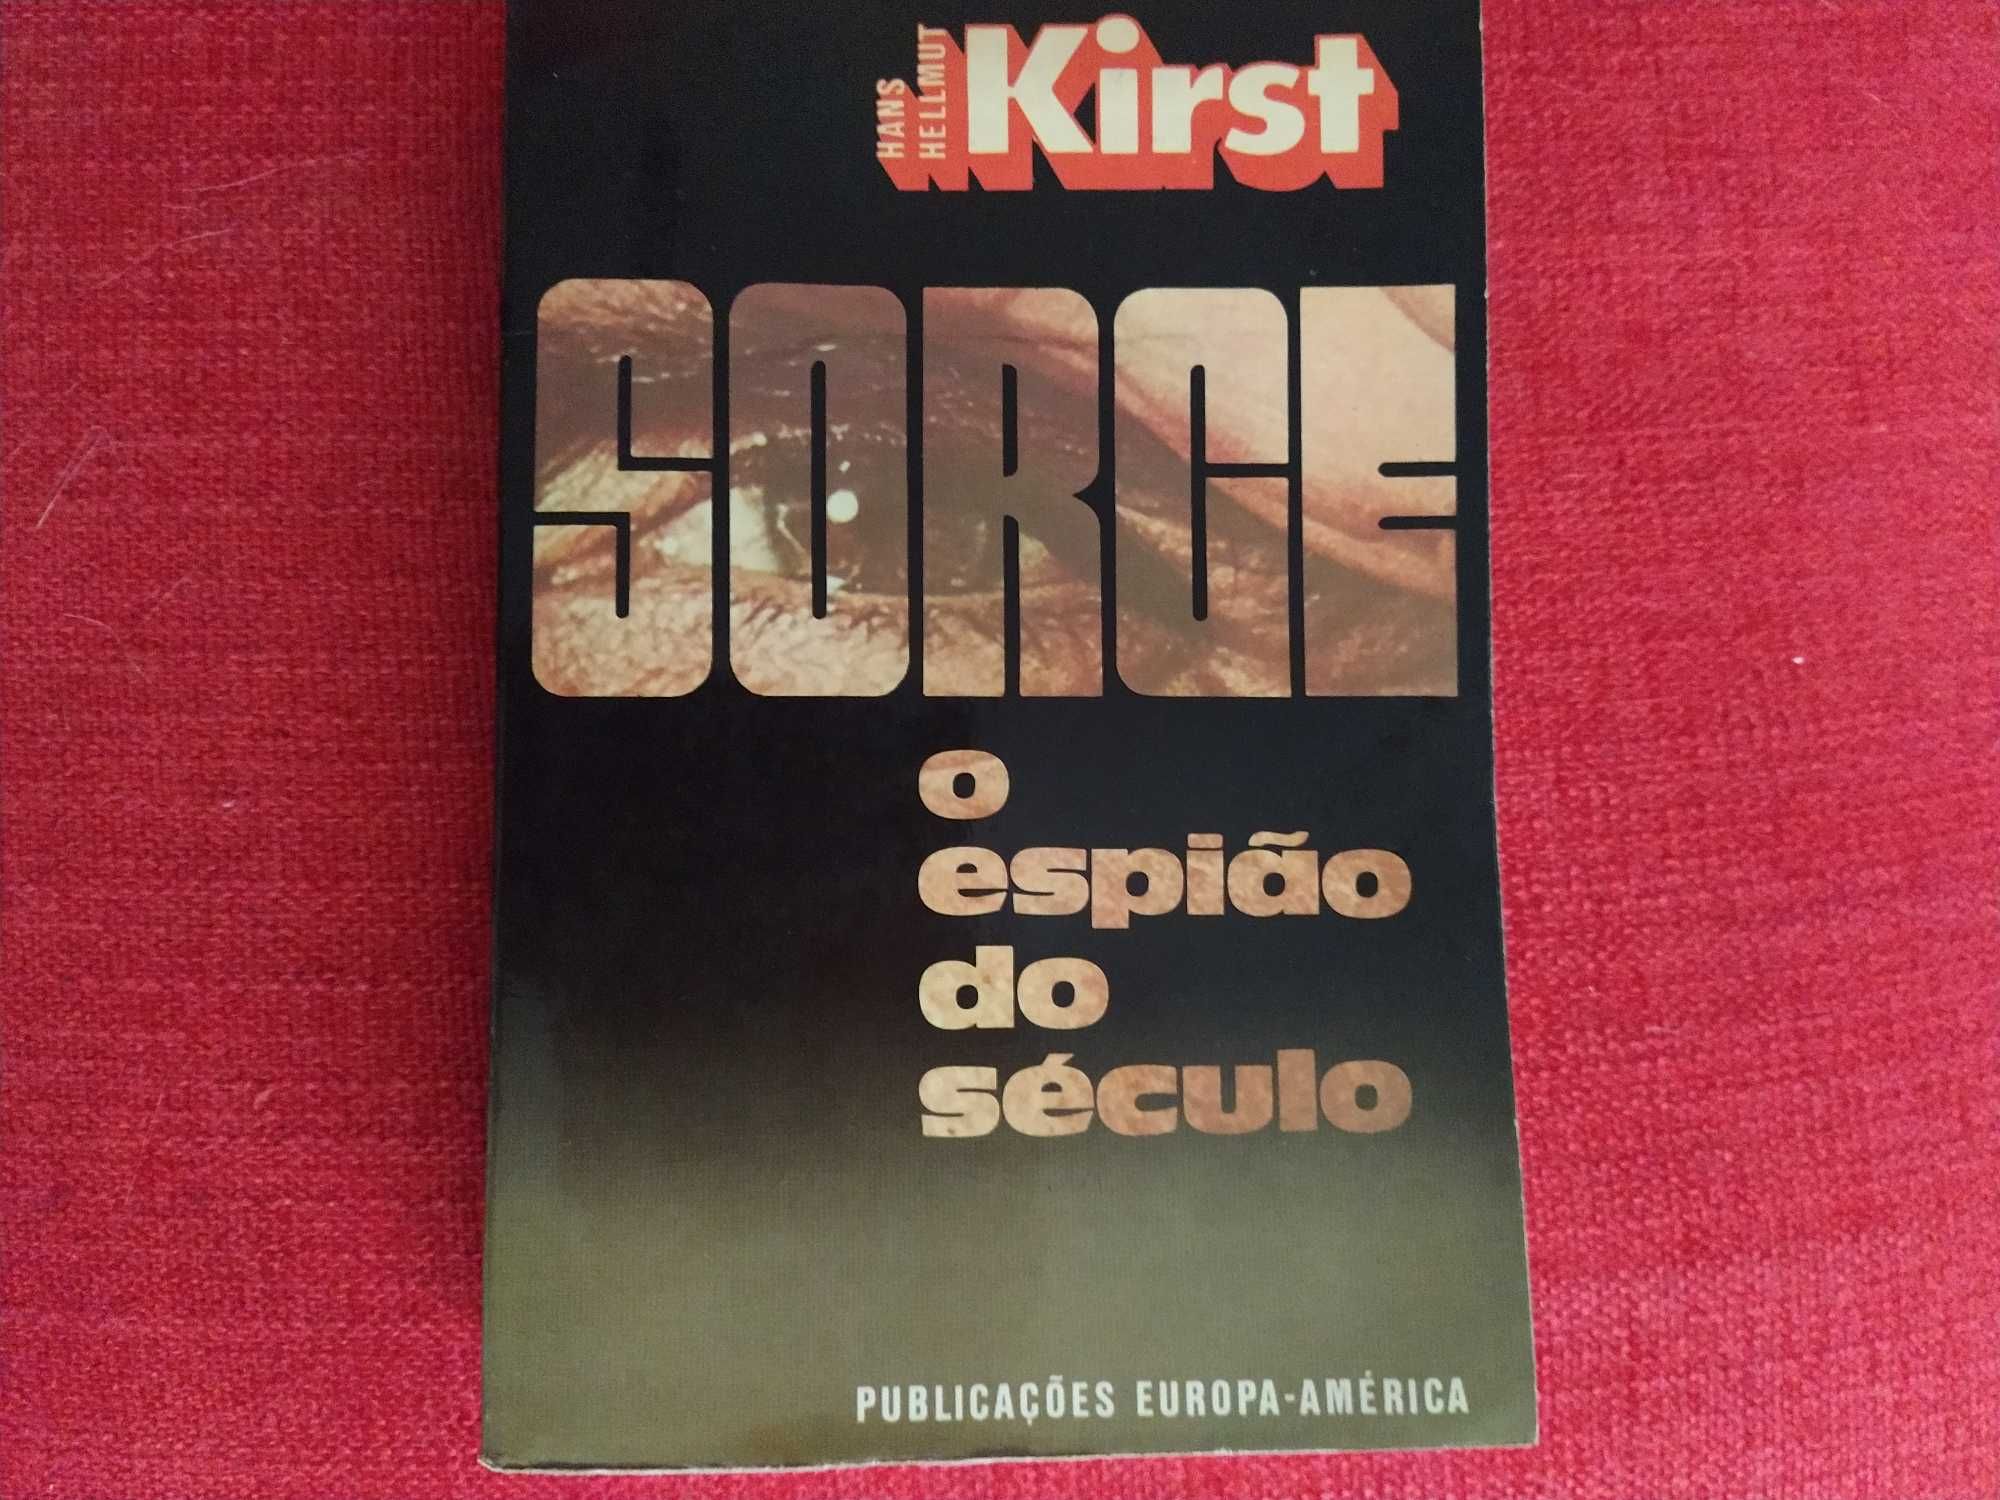 HANS
HELLMUT
Kirst
SORGE
o
espião
do
século
PUBLICAÇÕES EUROPA-AMÉRICA